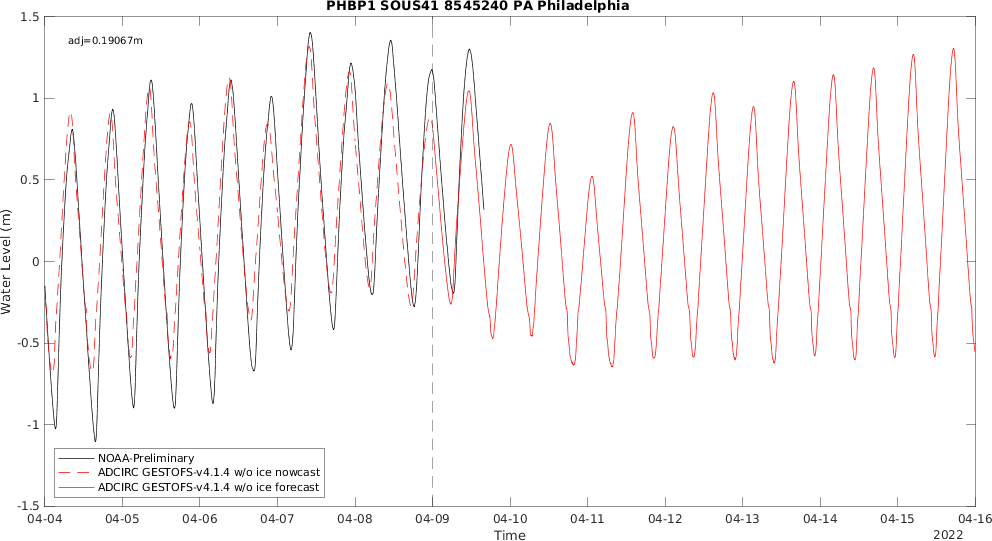 PHBP1 SOUS41 8545240 PA Philadelphia
adj=0.19067m
1.5
1
0.5
0
-0.5
-1
-1.5
Water Level (m)
NOAA-Preliminary
ADCIRC GESTOFS-v4.1.4 w/o ice nowcast
ADCIRC GESTOFS-v4.1.4 w/o ice forecast
04-04 04-05 04-06 04-07 04-08 04-09 04-10 04-11 04-12 04-13 04-14 04-15 04-16
Time
2022